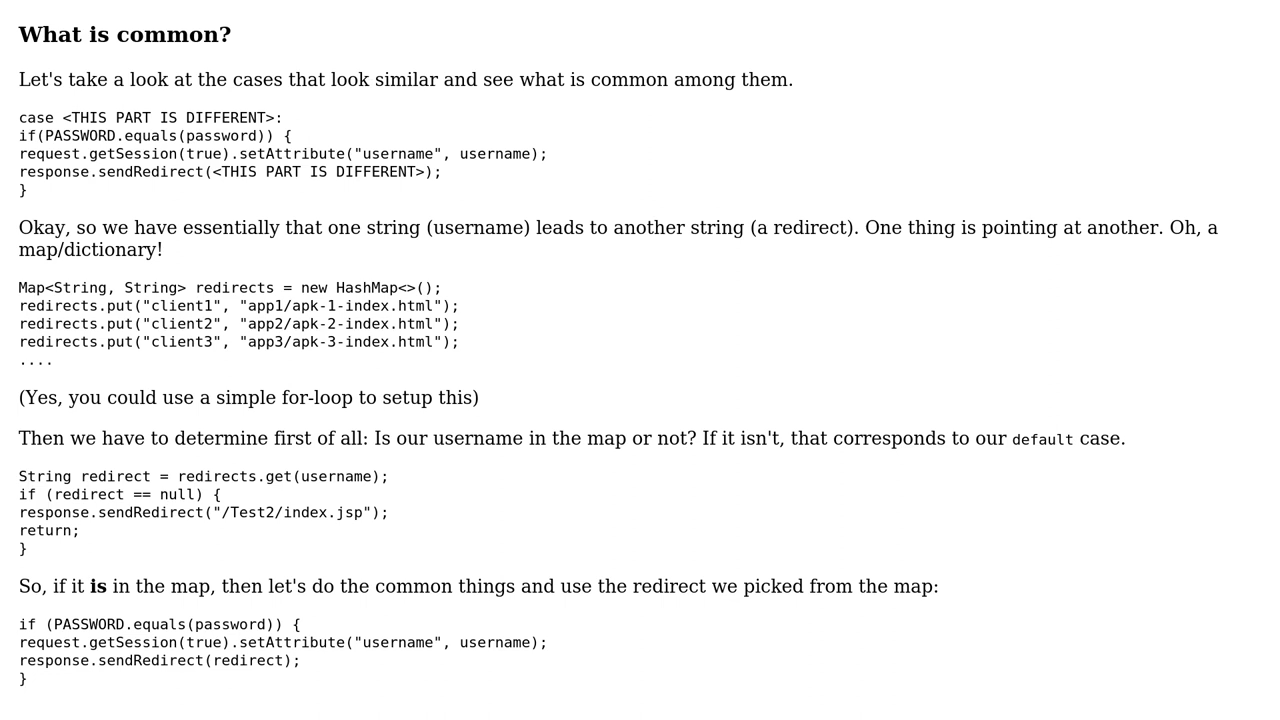 What is common?
Let's take a look at the cases that look similar and see what is common among them.
case <THIS PART IS DIFFERENT>:
if(PASSWORD.equals(password)) {
request.getSession(true).setAttribute("username", username);
response.sendRedirect(<THIS PART IS DIFFERENT>);
}
Okay, so we have essentially that one string (username) leads to another string (a redirect). One thing is pointing at another. Oh, a
map/dictionary!
Map<String, String> redirects = new HashMap<>();
redirects.put("client1", "app1/apk-1-index.html");
redirects.put("client2", "app2/apk-2-index.html");
redirects.put("client3", "app3/apk-3-index.html");
....
(Yes, you could use a simple for-loop to setup this)
Then we have to determine first of all: Is our username in the map or not? If it isn't, that corresponds to our default case.
String redirect = redirects.get(username);
if (redirect == null) {
response.sendRedirect("/Test2/index.jsp");
return;
}
So, if it is in the map, then let's do the common things and use the redirect we picked from the map:
if (PASSWORD.equals(password)) {
request.getSession(true).setAttribute("username", username);
response.sendRedirect(redirect);
}